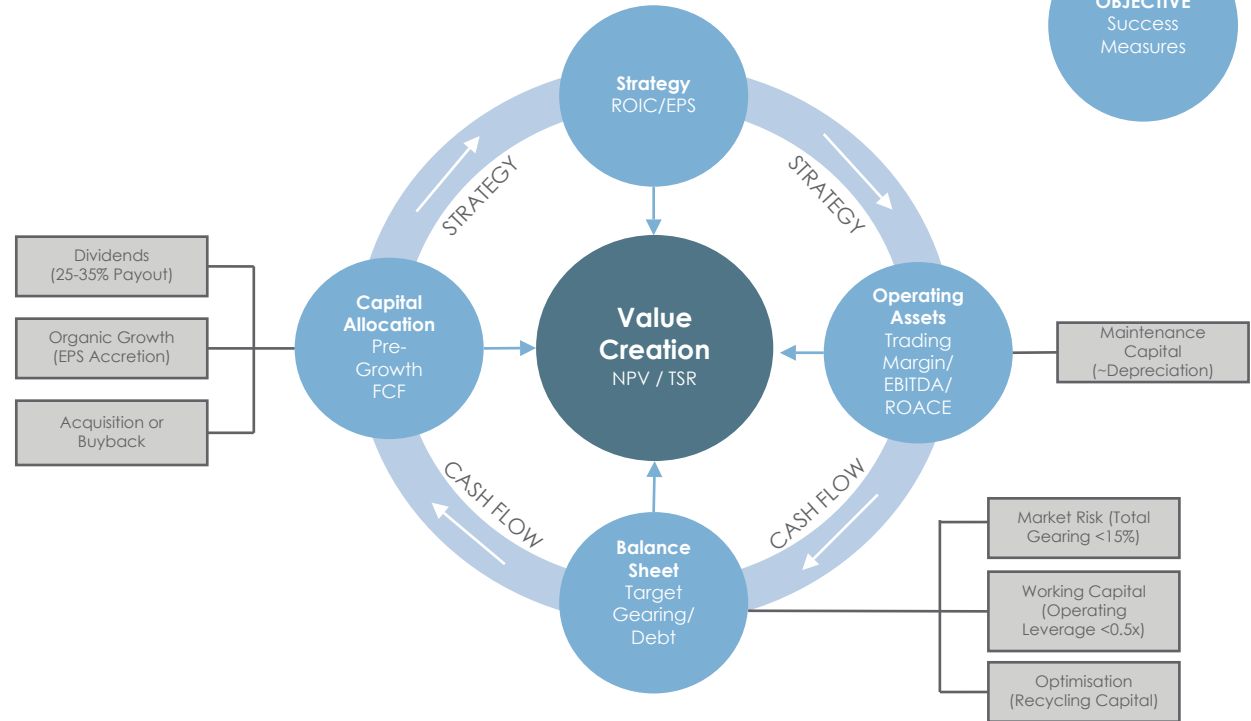 OBJECTIVE
Success
Measures
Strategy
ROIC/EPS
STRATEGY
STRATEGY
Dividends
(25-35% Payout)
Organic Growth
(EPS Accretion)
Acquisition or
Buyback
Capital
Allocation
Pre-
Growth
FCF
Value
Creation
NPV / TSR
Operating
Assets
Trading
Margin/
EBITDA/
ROACE
Maintenance
Capital
(~Depreciation)
CASH FLOW
CASH FLOW
Balance
Sheet
Target
Gearing/
Debt
Market Risk (Total
Gearing <15%)
Working Capital
(Operating
Leverage <0.5x)
Optimisation
(Recycling Capital)